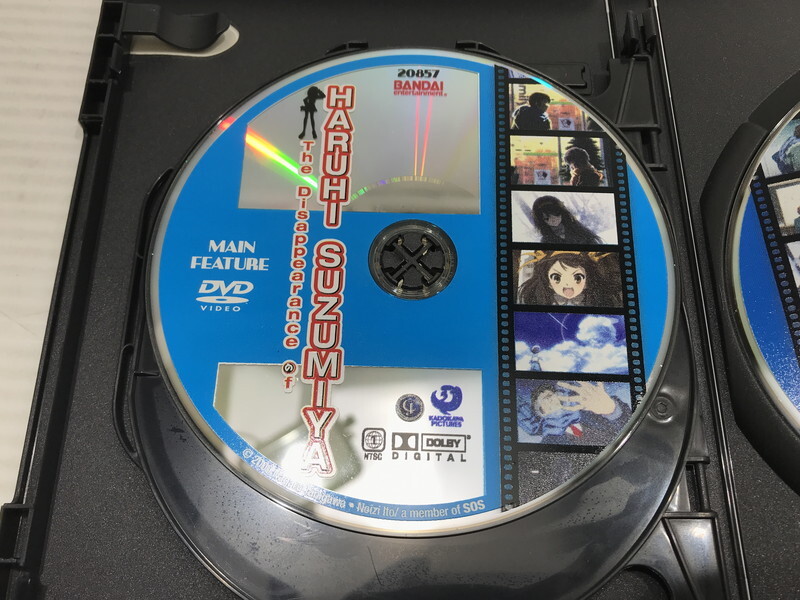 20857
BANDAI
entertainment®
The Disappearance of
HARUHI SUZUMIYA
MAIN
FEATURE
DVD
VIDEO
KADOKAWA
PICTURES
1
NTSC
DOLBY
DIGITAL
Noizi Ito/ a member of SOS